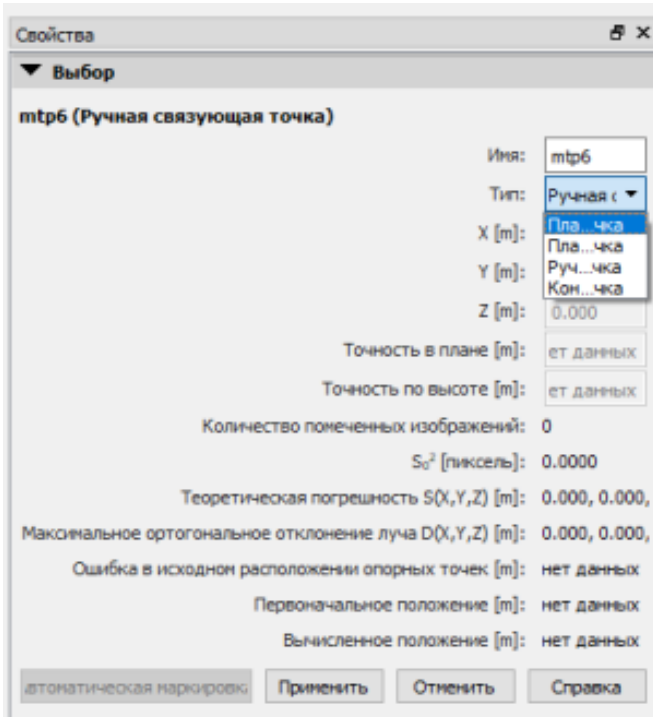 Свойства
Выбор
mtp6 (Ручная связующая точка)
Имя: mtp6
Тип: Ручная с
X [m]: Пла...чка
Пла...чка
Y [m]: Руч...чка
Кон...чка
Z [m]: 0.000
Точность в плане [m]: ет данных
Точность по высоте [m]: ет данных
Количество помеченных изображений: 0
S₀² [пиксель]: 0.0000
Теоретическая погрешность S(X,Y,Z) [m]: 0.000, 0.000,
Максимальное ортогональное отклонение луча D(X,Y,Z) [m]: 0.000, 0.000,
Ошибка в исходном расположении опорных точек [m]: нет данных
Первоначальное положение [m]: нет данных
Вычисленное положение [m]: нет данных
втоматическая маркировк Применить Отменить Справка